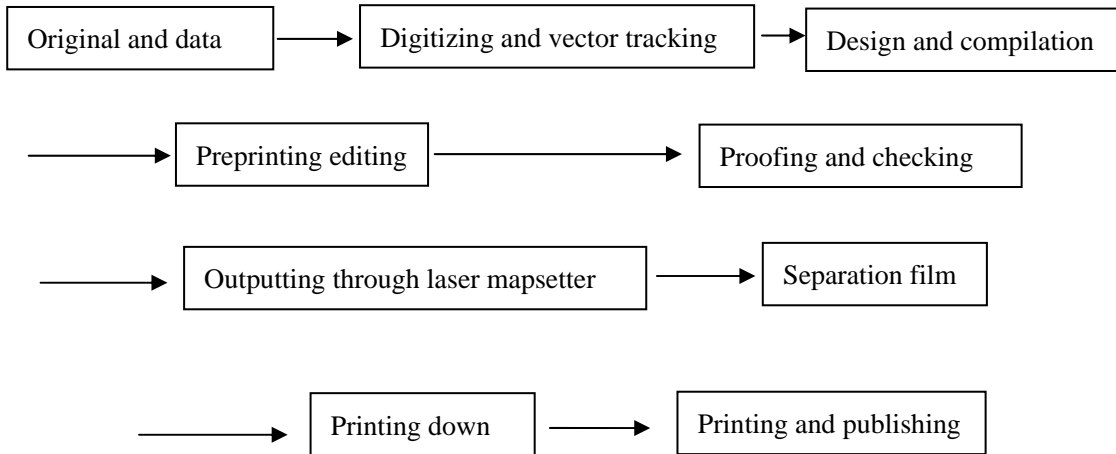 Original and data
Digitizing and vector tracking
Design and compilation
Preprinting editing
Proofing and checking
Outputting through laser mapsetter
Separation film
Printing down
Printing and publishing